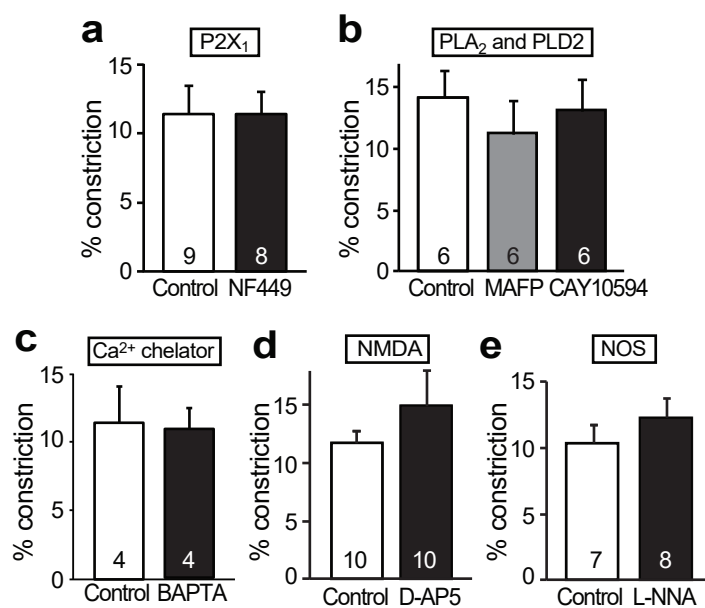 a P2X₁
% constriction
15
10
5
0
9 8
Control NF449
b PLA₂ and PLD2
% constriction
15
10
5
0
6 6 6
Control MAFP CAY10594
c Ca²⁺ chelator
% constriction
15
10
5
0
4 4
Control BAPTA
d NMDA
% constriction
15
10
5
0
10 10
Control D-AP5
e NOS
% constriction
15
10
5
0
7 8
Control L-NNA